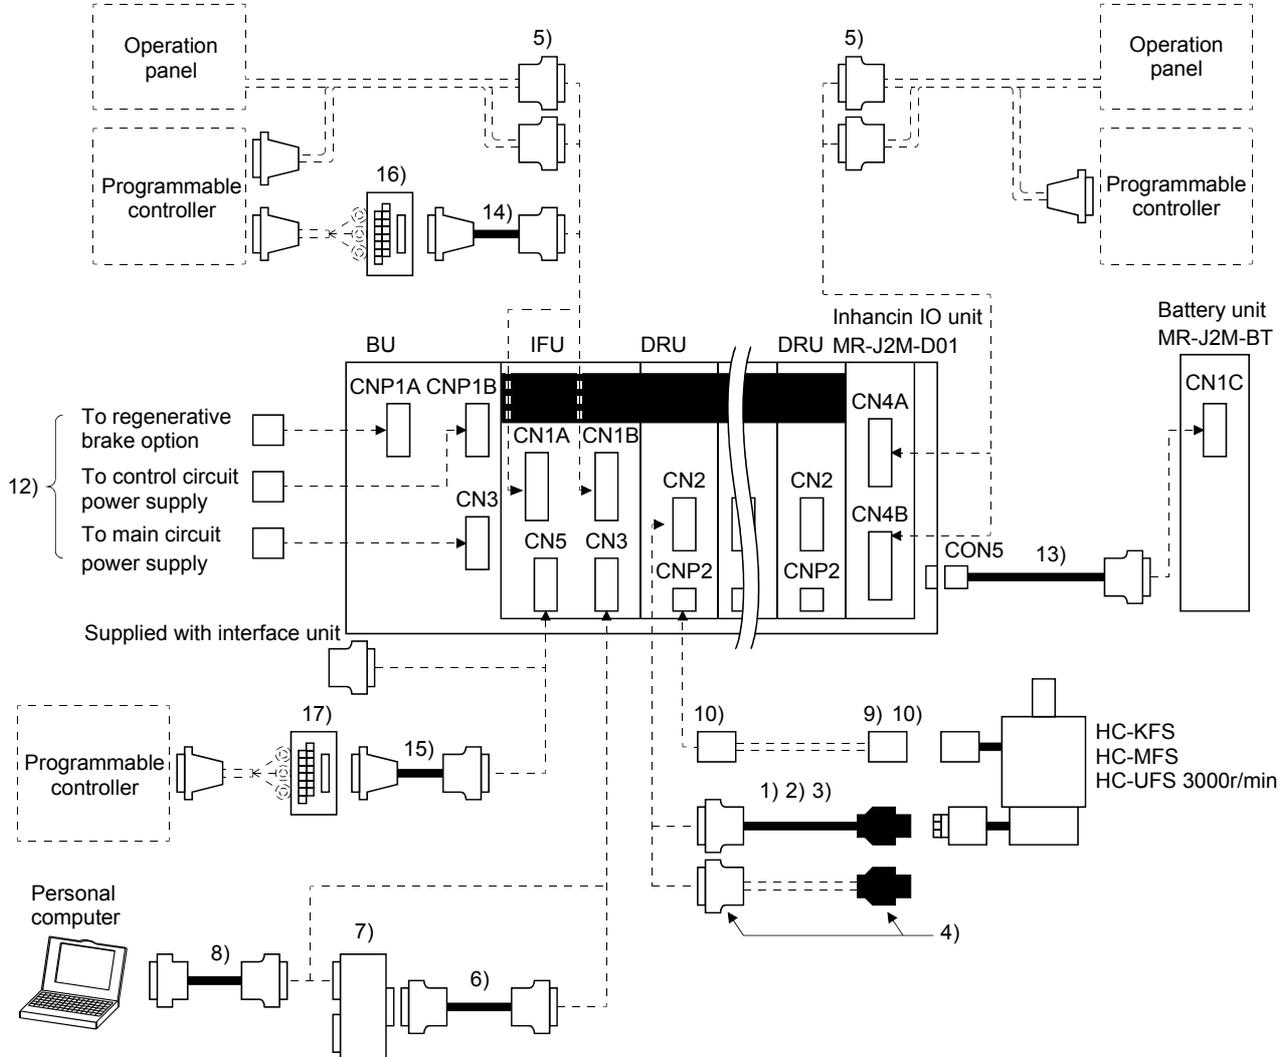 Operation
panel
5)
5)
Operation
panel
Programmable
controller
16)
14)
Programmable
controller
Inhancin IO unit
MR-J2M-D01
Battery unit
MR-J2M-BT
BU
IFU
DRU
DRU
CNP1A
CNP1B
CN1C
CN4A
12)
To regenerative
brake option
CN1A
CN1B
To control circuit
power supply
CN3
CN2
CN2
CN4B
To main circuit
power supply
CN5
CN3
CNP2
CNP2
CON5
13)
Supplied with interface unit
Programmable
controller
17)
15)
10)
9) 10)
HC-KFS
HC-MFS
HC-UFS 3000r/min
1) 2) 3)
4)
Personal
computer
8)
7)
6)